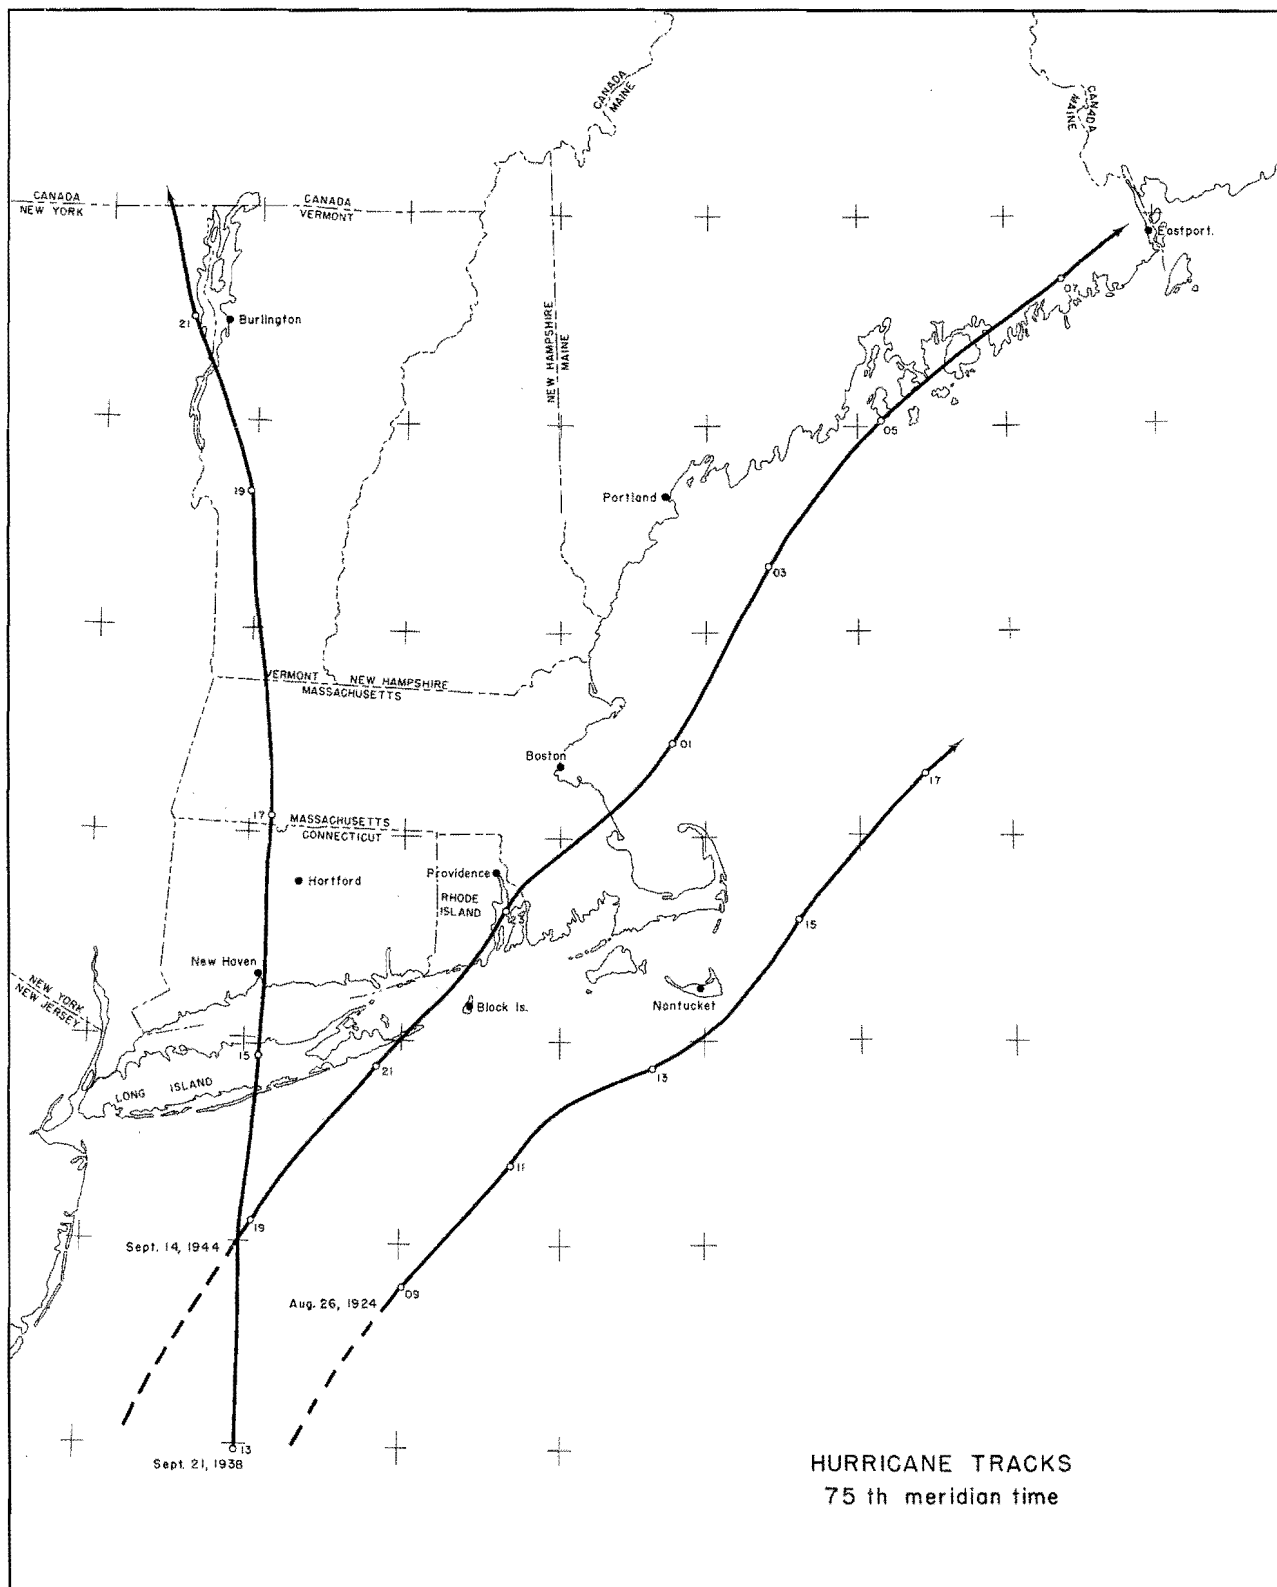 CANADA
MAINE
CANADA
MAINE
CANADA
NEW YORK
CANADA
VERMONT
Eastport.
07
21
Burlington
NEW HAMPSHIRE
MAINE
05
19
Portland
03
VERMONT
NEW HAMPSHIRE
MASSACHUSETTS
01
Boston
17
17
MASSACHUSETTS
CONNECTICUT
Providence
Hartford
RHODE
ISLAND
23
15
New Haven
NEW YORK
NEW JERSEY
Nantucket
Block Is.
15
21
13
LONG ISLAND
11
19
Sept. 14, 1944
09
Aug. 26, 1924
13
Sept. 21, 1938
HURRICANE TRACKS
75 th meridian time